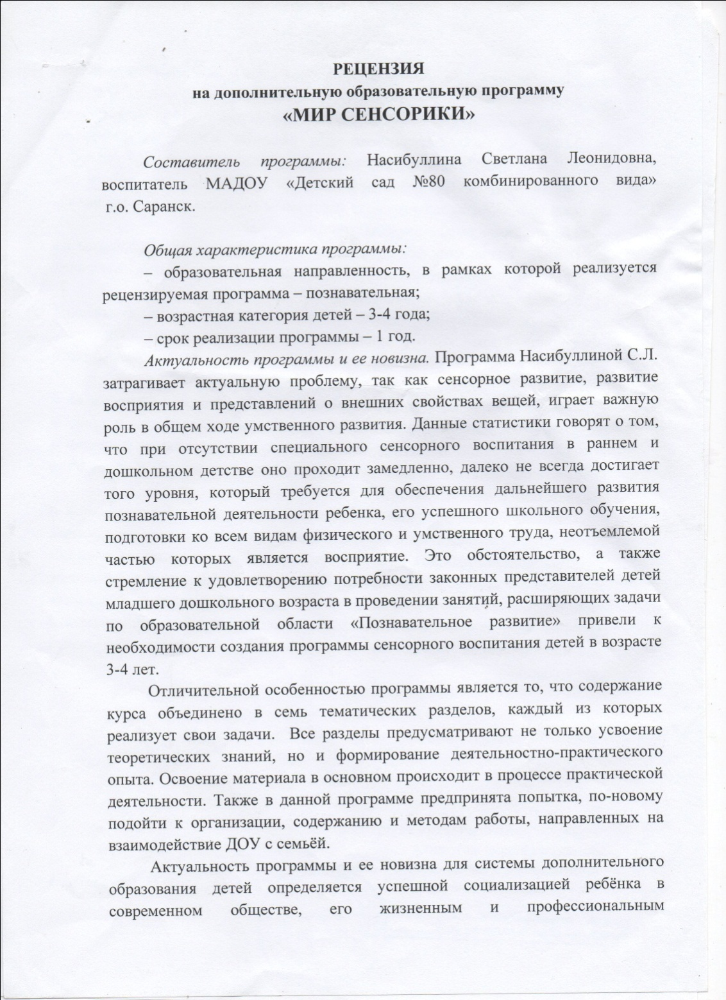 РЕЦЕНЗИЯ
на дополнительную образовательную программу
«МИР СЕНСОРИКИ»
Составитель программы: Насибуллина Светлана Леонидовна,
воспитатель МАДОУ «Детский сад №80 комбинированного вида»
г.о. Саранск.
Общая характеристика программы:
– образовательная направленность, в рамках которой реализуется
рецензируемая программа – познавательная;
– возрастная категория детей – 3-4 года;
– срок реализации программы – 1 год.
Актуальность программы и ее новизна. Программа Насибуллиной С.Л.
затрагивает актуальную проблему, так как сенсорное развитие, развитие
восприятия и представлений о внешних свойствах вещей, играет важную
роль в общем ходе умственного развития. Данные статистики говорят о том,
что при отсутствии специального сенсорного воспитания в раннем и
дошкольном детстве оно проходит замедленно, далеко не всегда достигает
того уровня, который требуется для обеспечения дальнейшего развития
познавательной деятельности ребенка, его успешного школьного обучения,
подготовки ко всем видам физического и умственного труда, неотъемлемой
частью которых является восприятие. Это обстоятельство, а также
стремление к удовлетворению потребности законных представителей детей
младшего дошкольного возраста в проведении занятий, расширяющих задачи
по образовательной области «Познавательное развитие» привели к
необходимости создания программы сенсорного воспитания детей в возрасте
3-4 лет.
Отличительной особенностью программы является то, что содержание
курса объединено в семь тематических разделов, каждый из которых
реализует свои задачи. Все разделы предусматривают не только усвоение
теоретических знаний, но и формирование деятельностно-практического
опыта. Освоение материала в основном происходит в процессе практической
деятельности. Также в данной программе предпринята попытка, по-новому
подойти к организации, содержанию и методам работы, направленных на
взаимодействие ДОУ с семьёй.
Актуальность программы и ее новизна для системы дополнительного
образования детей определяется успешной социализацией ребёнка в
современном обществе, его жизненным и профессиональным